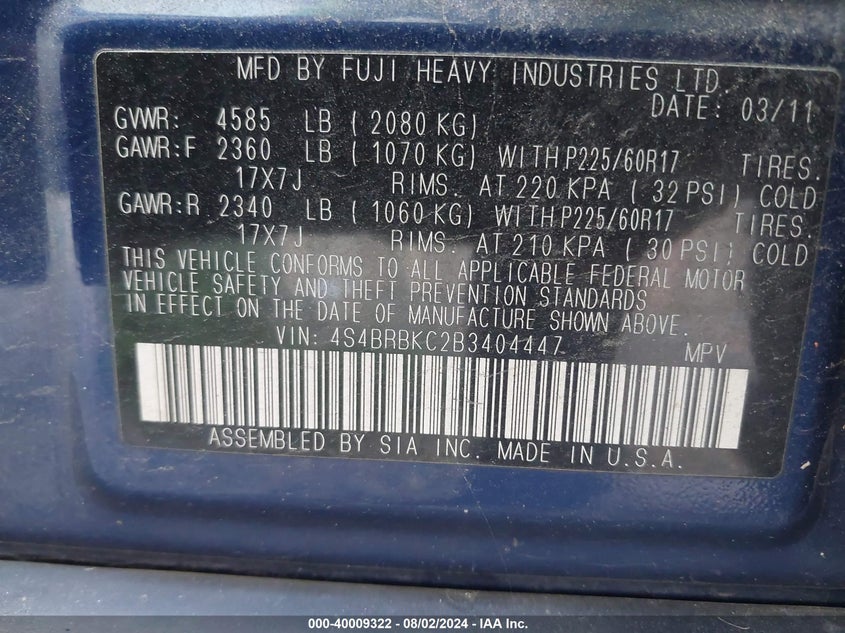 MFD BY FUJI HEAVY INDUSTRIES LTD.
DATE: 03/11
GVWR: 4585 LB ( 2080 KG)
GAWR:F 2360 LB ( 1070 KG) WITH P225/60R17 TIRES.
17X7J RIMS. AT 220 KPA ( 32 PSI) COLD
GAWR:R 2340 LB ( 1060 KG) WITH P225/60R17 TIRES.
17X7J RIMS. AT 210 KPA ( 30 PSI) COLD
THIS VEHICLE CONFORMS TO ALL APPLICABLE FEDERAL MOTOR
VEHICLE SAFETY AND THEFT PREVENTION STANDARDS
IN EFFECT ON THE DATE OF MANUFACTURE SHOWN ABOVE.
VIN: 4S4BRBKC2B3404447 MPV
ASSEMBLED BY SIA INC. MADE IN U.S.A.
000-40009322 - 08/02/2024 - IAA Inc.